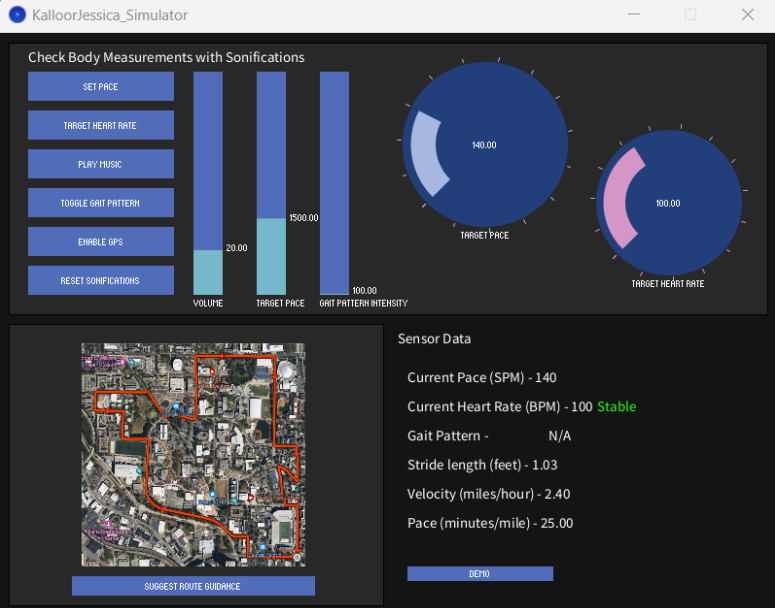 KalloorJessica_Simulator
Check Body Measurements with Sonifications
SET PACE
TARGET HEART RATE
PLAY MUSIC
TOGGLE GAIT PATTERN
ENABLE GPS
RESET SONIFICATIONS
20.00
VOLUME
1500.00
TARGET PACE
100.00
GAIT PATTERN INTENSITY
140.00
TARGET PACE
100.00
TARGET HEART RATE
SUGGEST ROUTE GUIDANCE
Sensor Data
Current Pace (SPM) - 140
Current Heart Rate (BPM) - 100 Stable
Gait Pattern - N/A
Stride length (feet) - 1.03
Velocity (miles/hour) - 2.40
Pace (minutes/mile) - 25.00
DEMO